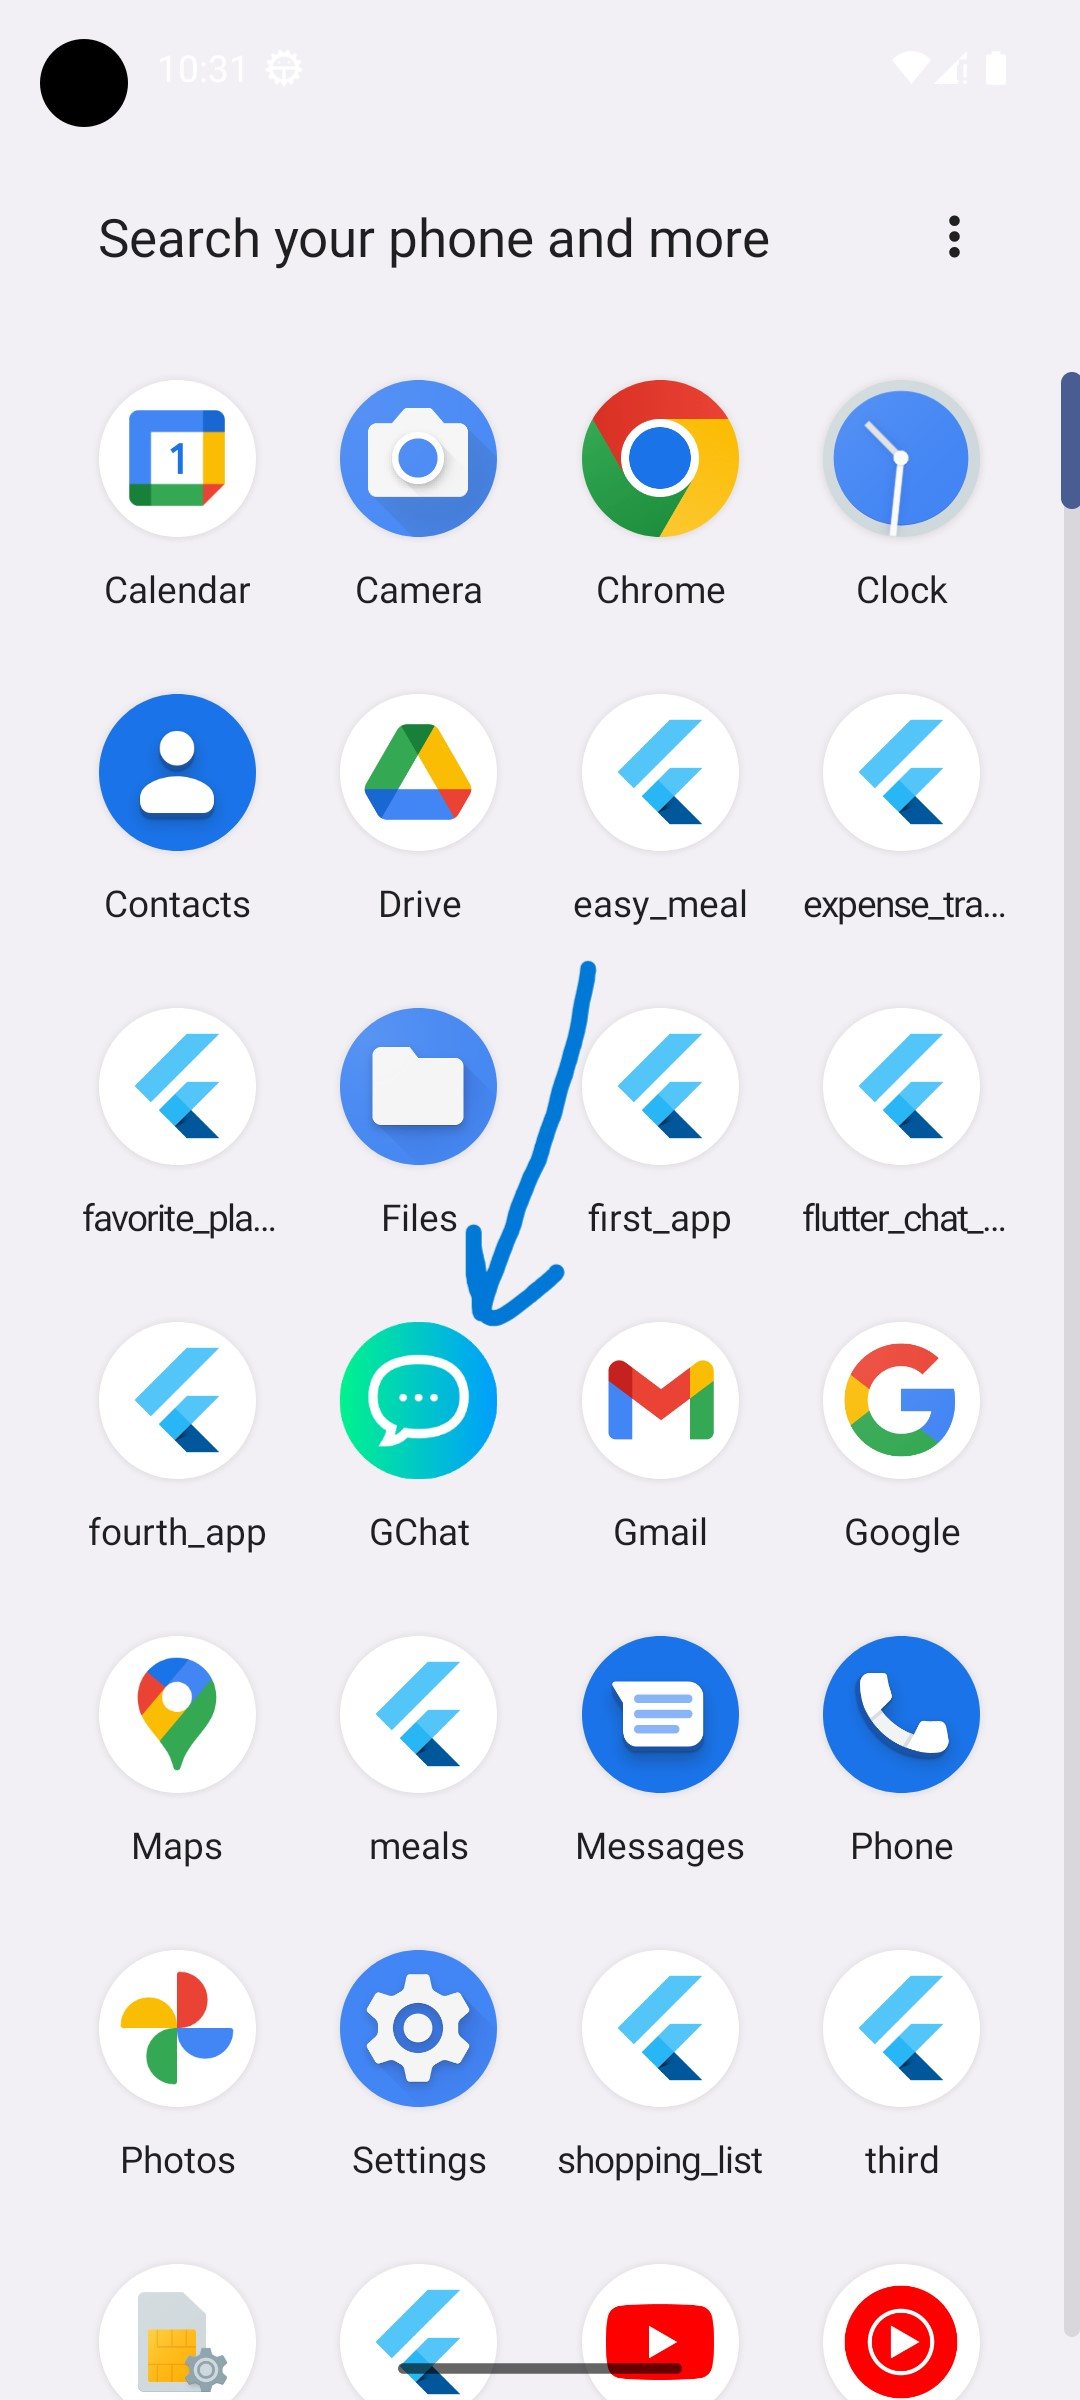 10:31
Search your phone and more
1
Calendar Camera Chrome Clock
Contacts Drive easy_meal expense_tra...
favorite_pla... Files first_app flutter_chat_...
fourth_app GChat Gmail Google
Maps meals Messages Phone
Photos Settings shopping_list third